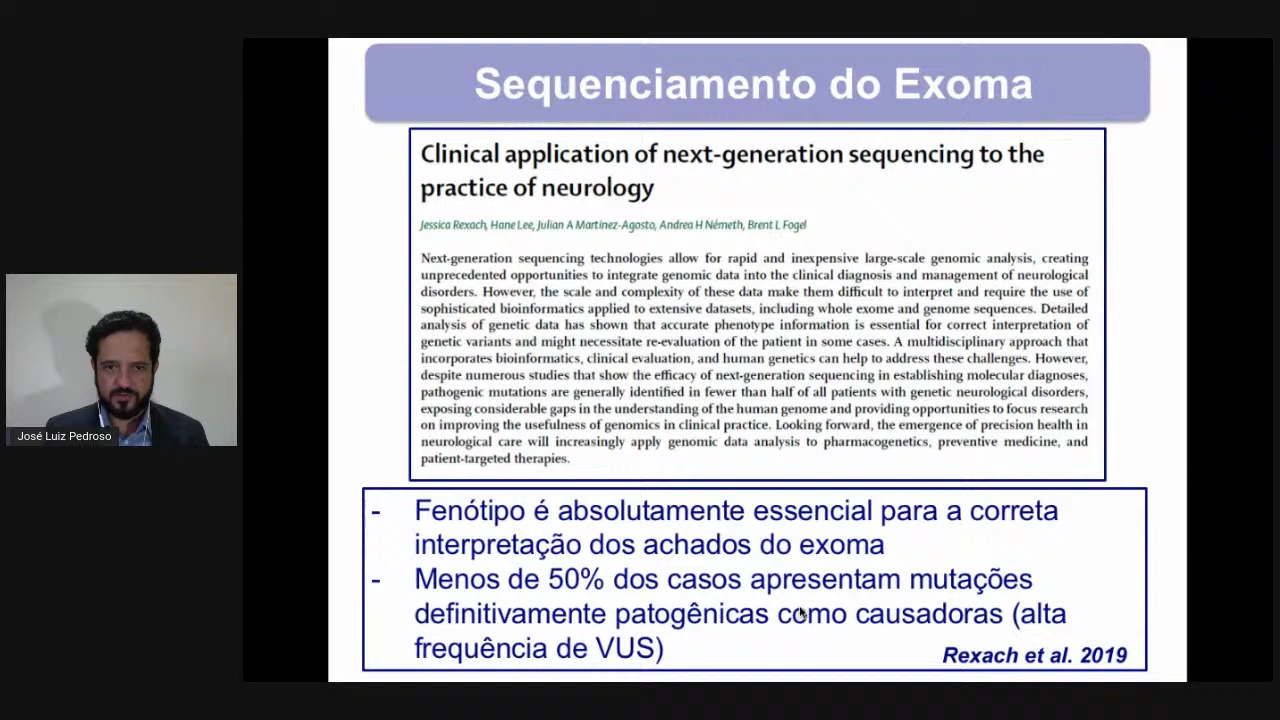 Sequenciamento do Exoma
Clinical application of next-generation sequencing to the
practice of neurology
Jessica Rexach, Hane Lee, Julian A Martinez-Agosto, Andrea H Németh, Brent L Fogel
Next-generation sequencing technologies allow for rapid and inexpensive large-scale genomic analysis, creating
unprecedented opportunities to integrate genomic data into the clinical diagnosis and management of neurological
disorders. However, the scale and complexity of these data make them difficult to interpret and require the use of
sophisticated bioinformatics applied to extensive datasets, including whole exome and genome sequences. Detailed
analysis of genetic data has shown that accurate phenotype information is essential for correct interpretation of
genetic variants and might necessitate re-evaluation of the patient in some cases. A multidisciplinary approach that
incorporates bioinformatics, clinical evaluation, and human genetics can help to address these challenges. However,
despite numerous studies that show the efficacy of next-generation sequencing in establishing molecular diagnoses,
pathogenic mutations are generally identified in fewer than half of all patients with genetic neurological disorders,
exposing considerable gaps in the understanding of the human genome and providing opportunities to focus research
on improving the usefulness of genomics in clinical practice. Looking forward, the emergence of precision health in
neurological care will increasingly apply genomic data analysis to pharmacogenetics, preventive medicine, and
patient-targeted therapies.
José Luiz Pedroso
- Fenótipo é absolutamente essencial para a correta
interpretação dos achados do exoma
- Menos de 50% dos casos apresentam mutações
definitivamente patogênicas como causadoras (alta
frequência de VUS)
Rexach et al. 2019